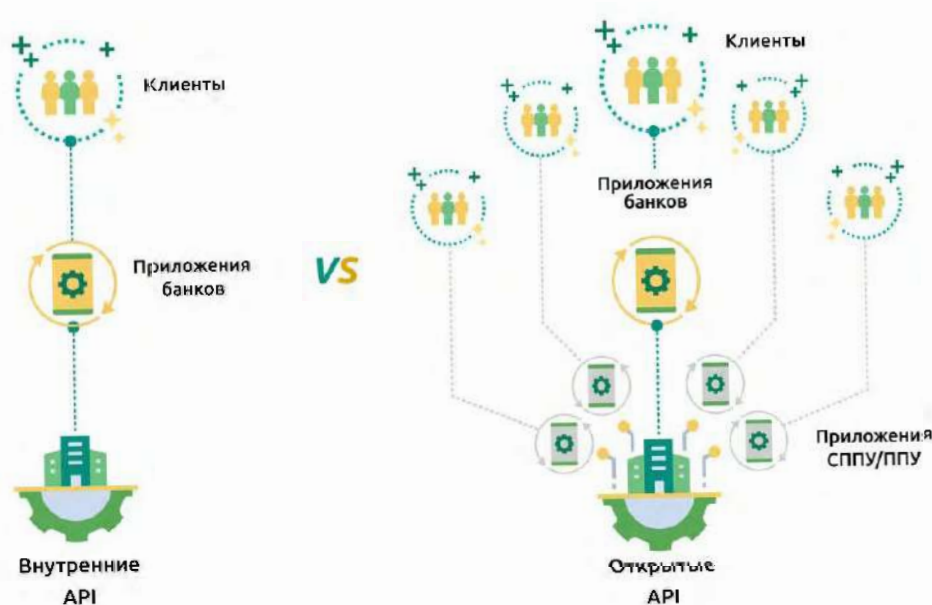 Клиенты
Приложения
банков
Внутренние
API
VS
Клиенты
Приложения
банков
Приложения
СППУ/ППУ
Открытые
API